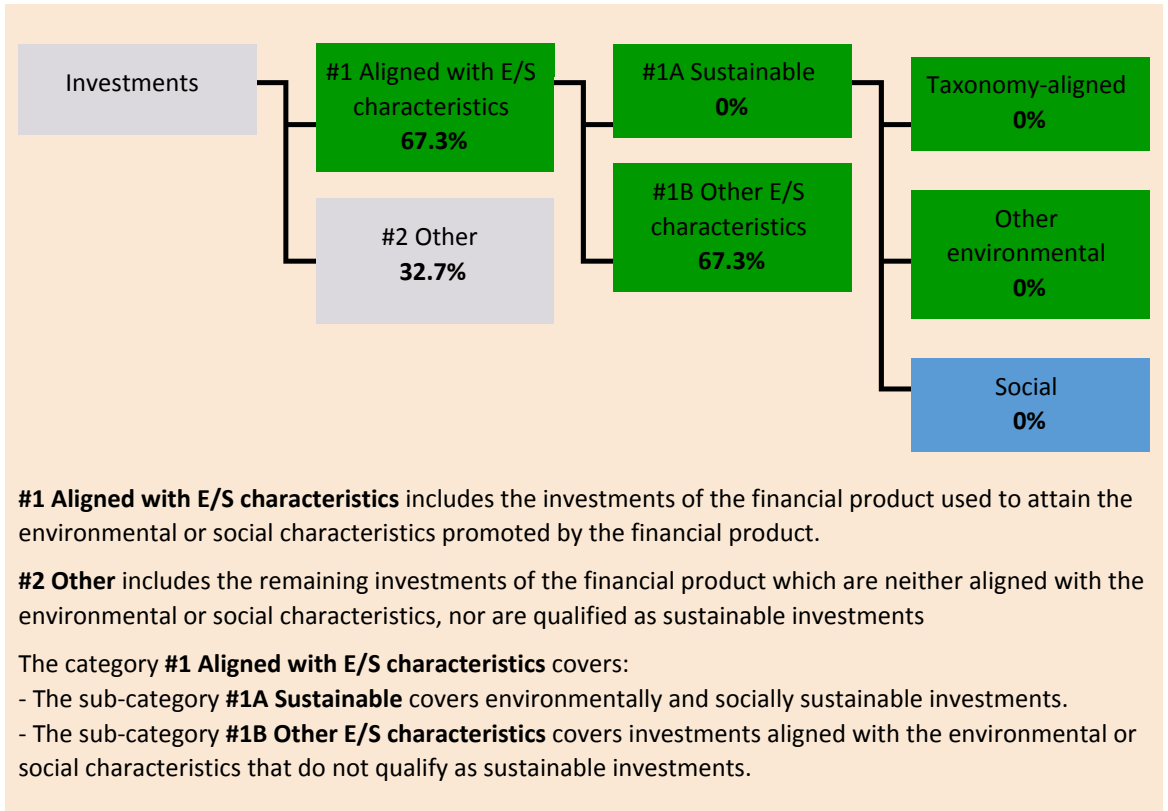 Investments
#1 Aligned with E/S
characteristics
67.3%
#2 Other
32.7%
#1A Sustainable
0%
#1B Other E/S
characteristics
67.3%
Taxonomy-aligned
0%
Other
environmental
0%
Social
0%
#1 Aligned with E/S characteristics includes the investments of the financial product used to attain the
environmental or social characteristics promoted by the financial product.
#2 Other includes the remaining investments of the financial product which are neither aligned with the
environmental or social characteristics, nor are qualified as sustainable investments
The category #1 Aligned with E/S characteristics covers:
- The sub-category #1A Sustainable covers environmentally and socially sustainable investments.
- The sub-category #1B Other E/S characteristics covers investments aligned with the environmental or
social characteristics that do not qualify as sustainable investments.